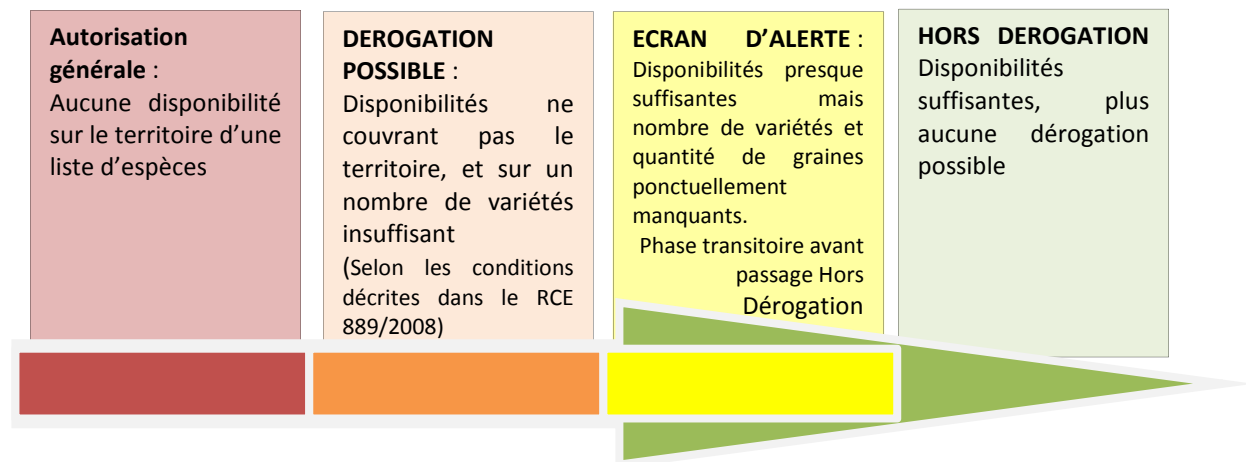 Autorisation
générale :
Aucune disponibilité
sur le territoire d’une
liste d’espèces
DEROGATION
POSSIBLE :
Disponibilités ne
couvrant pas le
territoire, et sur un
nombre de variétés
insuffisant
(Selon les conditions
décrites dans le RCE
889/2008)
ECRAN D’ALERTE :
Disponibilités presque
suffisantes mais
nombre de variétés et
quantité de graines
ponctuellement
manquants.
Phase transitoire avant
passage Hors
Dérogation
HORS DEROGATION
Disponibilités
suffisantes, plus
aucune dérogation
possible